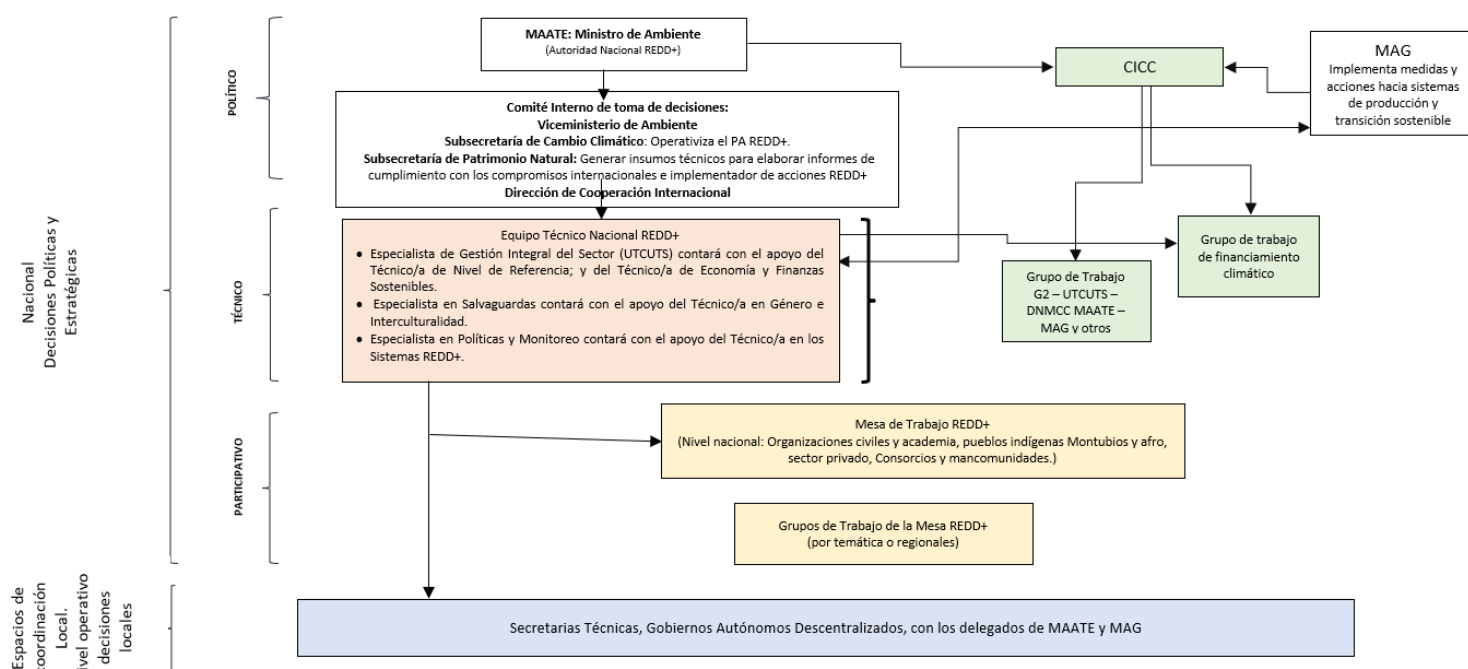 MAATE: Ministro de Ambiente
(Autoridad Nacional REDD+)
CICC
MAG
Implementa medidas y
acciones hacia sistemas
de producción y
transición sostenible
POLÍTICO
Comité Interno de toma de decisiones:
Viceministerio de Ambiente
Subsecretaría de Cambio Climático: Operativiza el PA REDD+.
Subsecretaría de Patrimonio Natural: Generar insumos técnicos para elaborar informes de
cumplimiento con los compromisos internacionales e implementador de acciones REDD+
Dirección de Cooperación Internacional
Nacional
Decisiones Políticas y
Estratégicas
TÉCNICO
Equipo Técnico Nacional REDD+
• Especialista de Gestión Integral del Sector (UTCUTS) contará con el apoyo del
Técnico/a de Nivel de Referencia; y del Técnico/a de Economía y Finanzas
Sostenibles.
• Especialista en Salvaguardas contará con el apoyo del Técnico/a en Género e
Interculturalidad.
• Especialista en Políticas y Monitoreo contará con el apoyo del Técnico/a en los
Sistemas REDD+.
Grupo de Trabajo
G2 – UTCUTS –
DNMCC MAATE –
MAG y otros
Grupo de trabajo
de financiamiento
climático
PARTICIPATIVO
Mesa de Trabajo REDD+
(Nivel nacional: Organizaciones civiles y academia, pueblos indígenas Montubios y afro,
sector privado, Consorcios y mancomunidades.)
Grupos de Trabajo de la Mesa REDD+
(por temática o regionales)
Espacios de
coordinación
Local.
ivel operativo
decisiones
locales
Secretarias Técnicas, Gobiernos Autónomos Descentralizados, con los delegados de MAATE y MAG